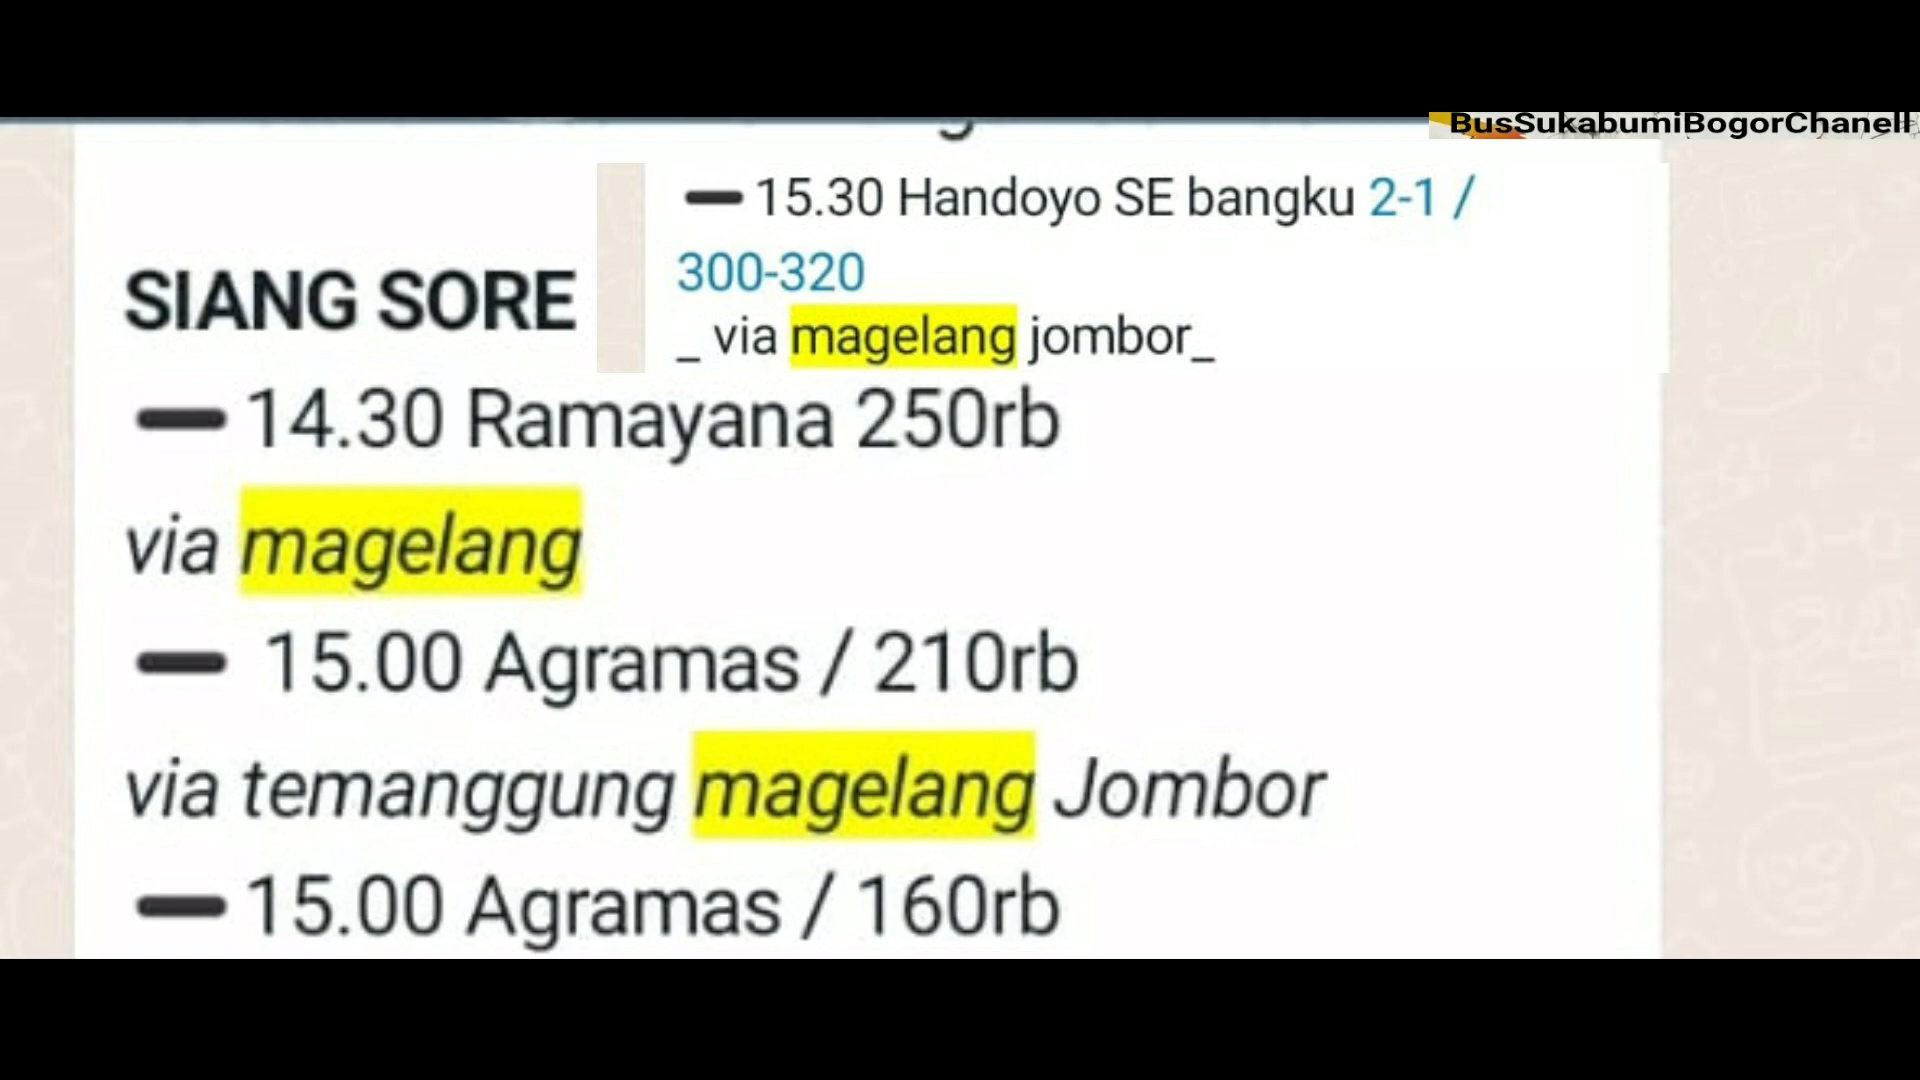 BusSukabumiBogorChanell
15.30 Handoyo SE bangku 2-1 /
300-320
_ via magelang jombor_
SIANG SORE
14.30 Ramayana 250rb
via magelang
15.00 Agramas / 210rb
via temanggung magelang Jombor
15.00 Agramas / 160rb